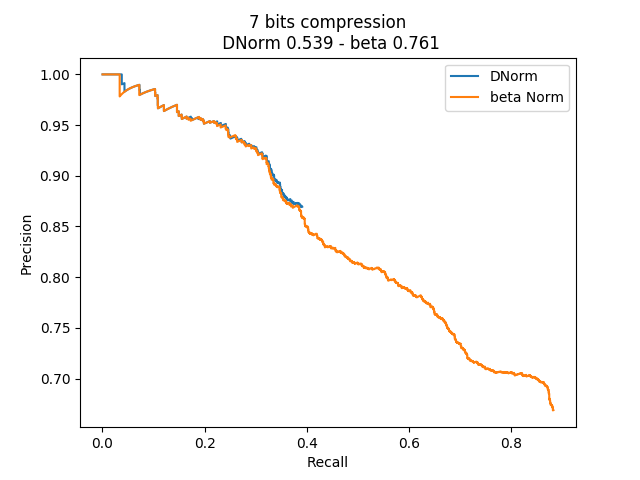 7 bits compression
DNorm 0.539 - beta 0.761
DNorm
beta Norm
Precision
1.00
0.95
0.90
0.85
0.80
0.75
0.70
0.0 0.2 0.4 0.6 0.8
Recall